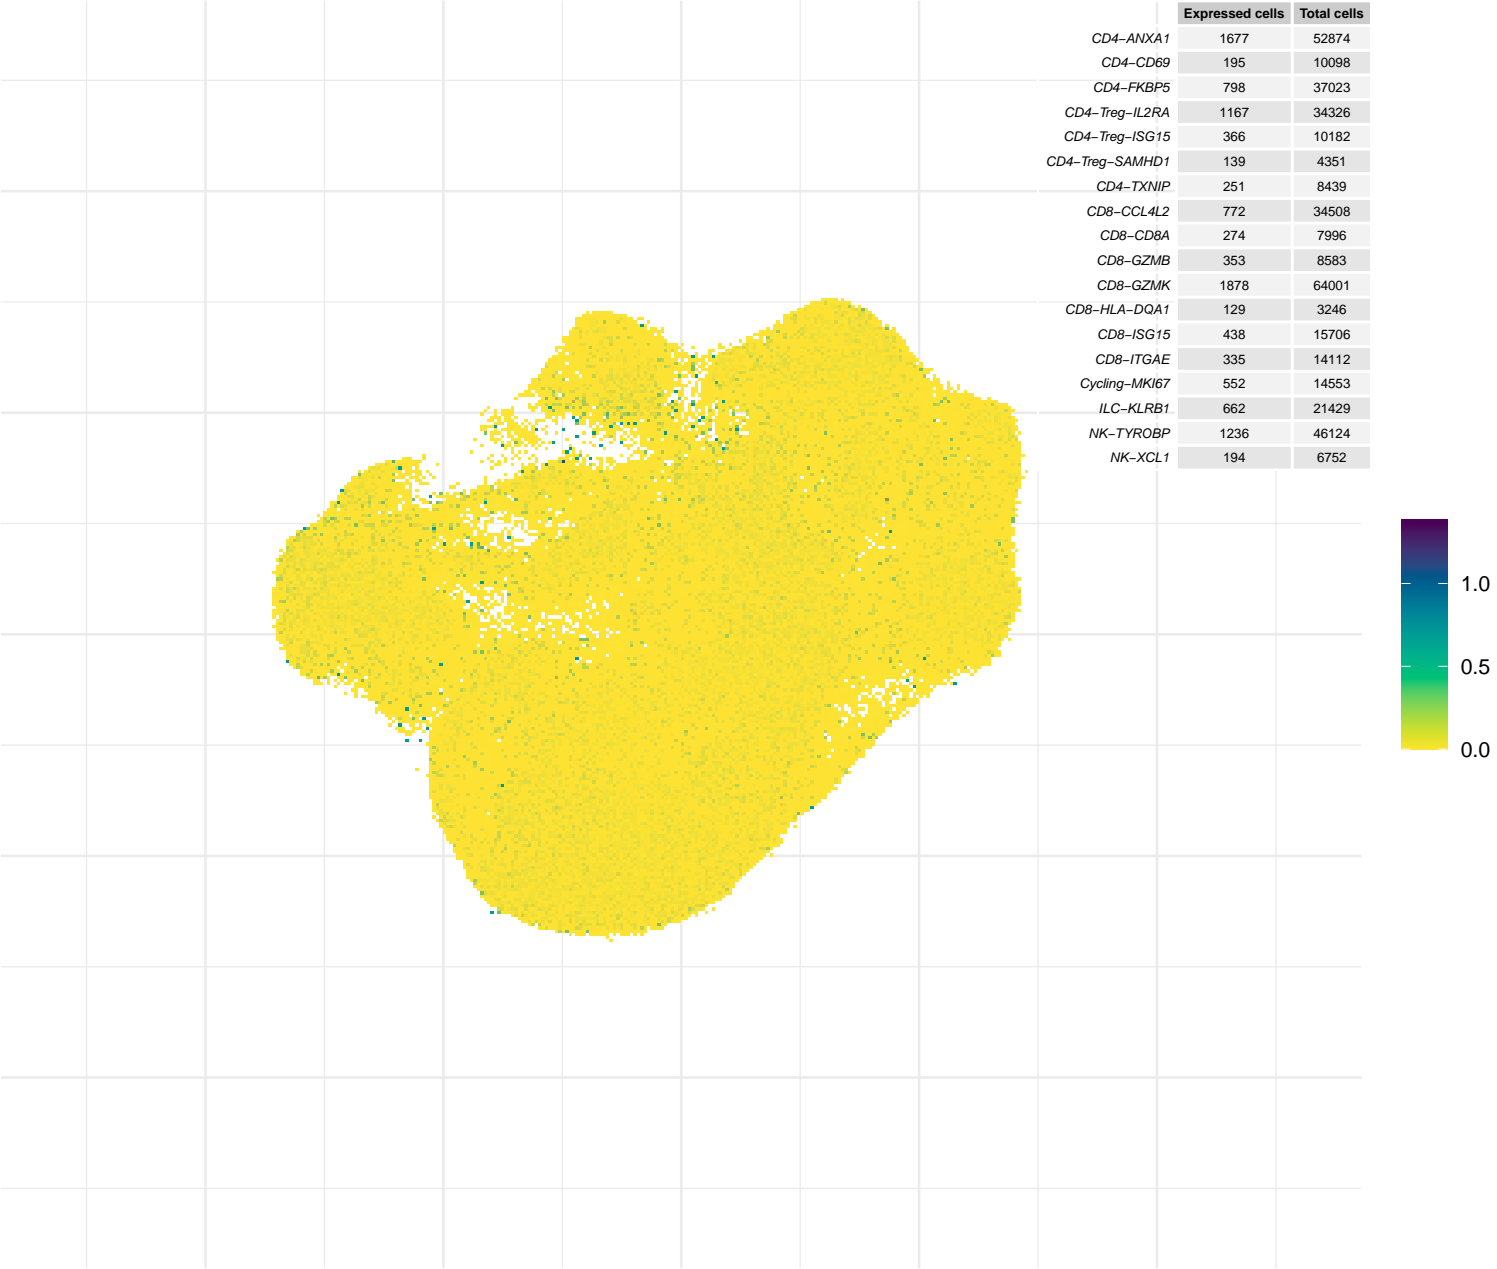 Expressed cells Total cells
CD4−ANXA1 1677 52874
CD4−CD69 195 10098
CD4−FKBP5 798 37023
CD4−Treg−IL2RA 1167 34326
CD4−Treg−ISG15 366 10182
CD4−Treg−SAMHD1 139 4351
CD4−TXNIP 251 8439
CD8−CCL4L2 772 34508
CD8−CD8A 274 7996
CD8−GZMB 353 8583
CD8−GZMK 1878 64001
CD8−HLA−DQA1 129 3246
CD8−ISG15 438 15706
CD8−ITGAE 335 14112
Cycling−MKI67 552 14553
ILC−KLRB1 662 21429
NK−TYROBP 1236 46124
NK−XCL1 194 6752
1.0
0.5
0.0